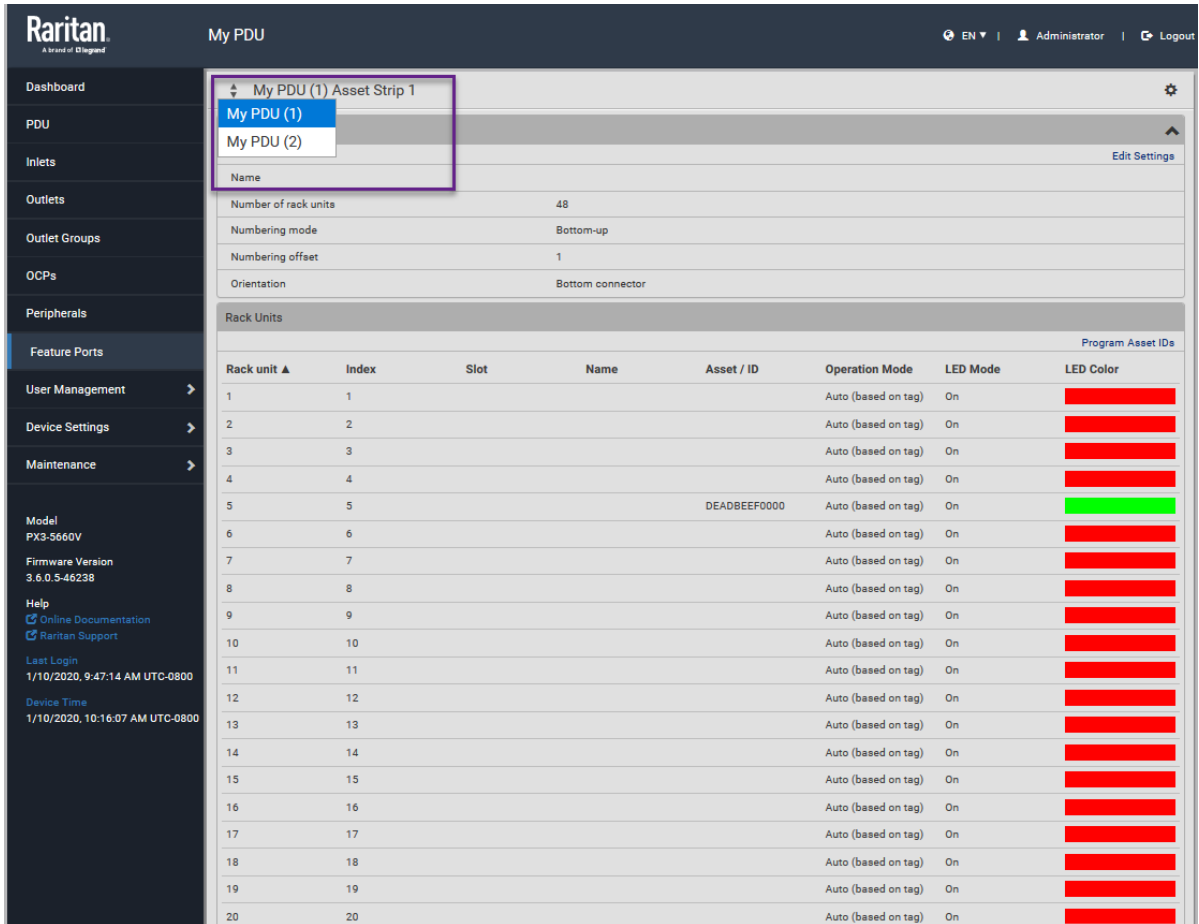 Raritan.
A brand of legrand
My PDU
EN ▼ | Administrator | Logout
Dashboard
PDU
Inlets
Outlets
Outlet Groups
OCPs
Peripherals
Feature Ports
User Management
Device Settings
Maintenance
Model
PX3-5660V
Firmware Version
3.6.0.5-46238
Help
Online Documentation
Raritan Support
Last Login
1/10/2020, 9:47:14 AM UTC-0800
Device Time
1/10/2020, 10:16:07 AM UTC-0800
My PDU (1) Asset Strip 1
My PDU (1)
My PDU (2)
Edit Settings
Name
Number of rack units 48
Numbering mode Bottom-up
Numbering offset 1
Orientation Bottom connector
Rack Units
Program Asset IDs
Rack unit ▲ Index Slot Name Asset / ID Operation Mode LED Mode LED Color
1 1 Auto (based on tag) On
2 2 Auto (based on tag) On
3 3 Auto (based on tag) On
4 4 Auto (based on tag) On
5 5 DEADBEEF0000 Auto (based on tag) On
6 6 Auto (based on tag) On
7 7 Auto (based on tag) On
8 8 Auto (based on tag) On
9 9 Auto (based on tag) On
10 10 Auto (based on tag) On
11 11 Auto (based on tag) On
12 12 Auto (based on tag) On
13 13 Auto (based on tag) On
14 14 Auto (based on tag) On
15 15 Auto (based on tag) On
16 16 Auto (based on tag) On
17 17 Auto (based on tag) On
18 18 Auto (based on tag) On
19 19 Auto (based on tag) On
20 20 Auto (based on tag) On